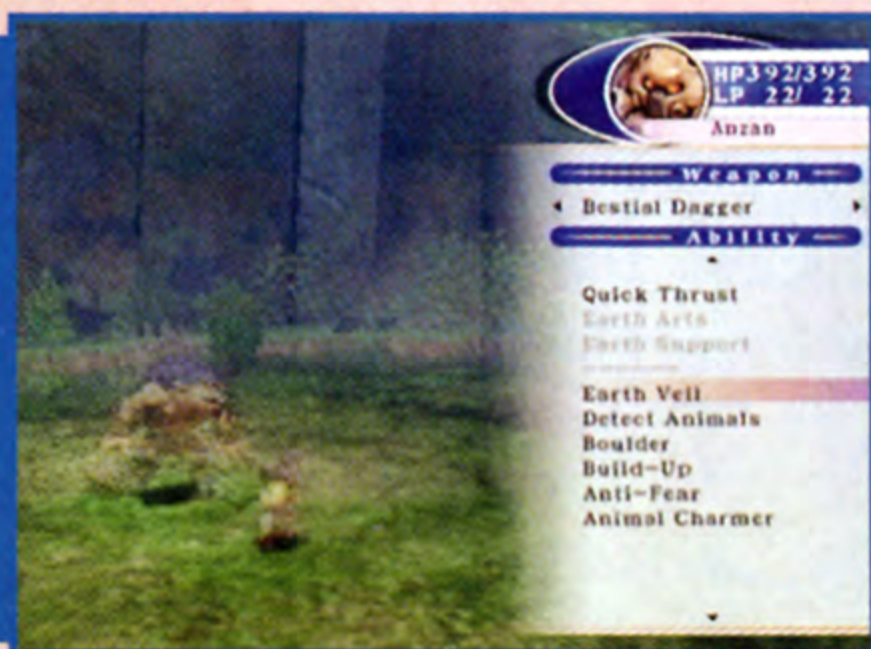 HP392/392
LP 22/ 22
Anzan
Weapon
Bestial Dagger
Ability
Quick Thrust
Earth Arts
Earth Support
Earth Veil
Detect Animals
Boulder
Build-Up
Anti-Fear
Animal Charmer